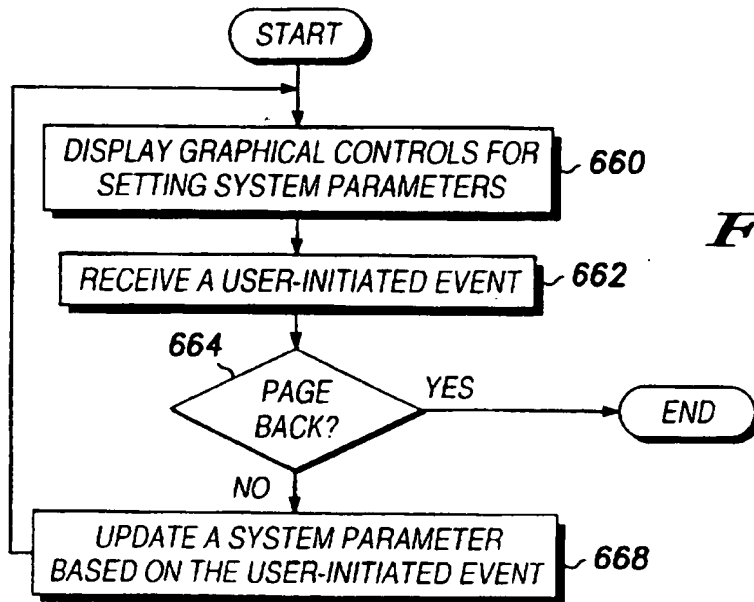 START
DISPLAY GRAPHICAL CONTROLS FOR
SETTING SYSTEM PARAMETERS
660
F
RECEIVE A USER-INITIATED EVENT
662
664
PAGE
BACK?
YES
END
NO
UPDATE A SYSTEM PARAMETER
BASED ON THE USER-INITIATED EVENT
668